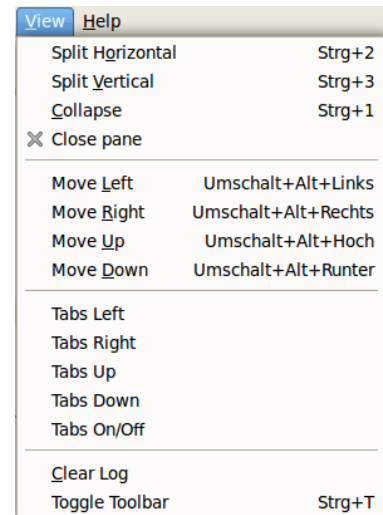 View Help
Split Horizontal Strg+2
Split Vertical Strg+3
Collapse Strg+1
Close pane
Move Left Umschalt+Alt+Links
Move Right Umschalt+Alt+Rechts
Move Up Umschalt+Alt+Hoch
Move Down Umschalt+Alt+Runter
Tabs Left
Tabs Right
Tabs Up
Tabs Down
Tabs On/Off
Clear Log
Toggle Toolbar Strg+T